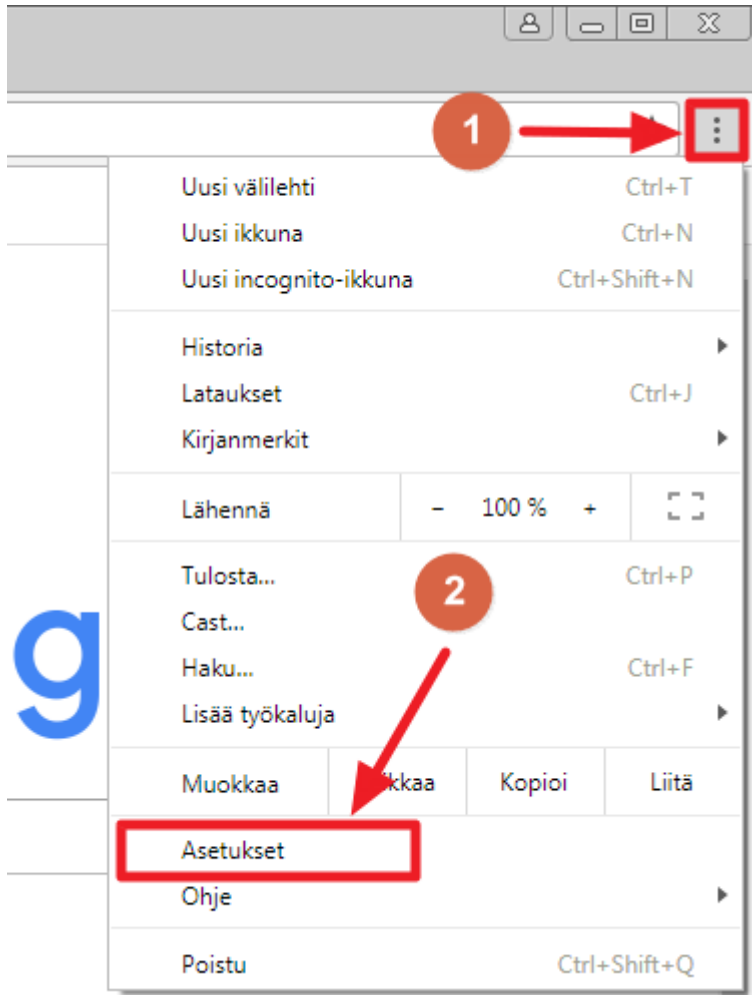 1
Uusi välilehti Ctrl+T
Uusi ikkuna Ctrl+N
Uusi incognito-ikkuna Ctrl+Shift+N
Historia
Lataukset Ctrl+J
Kirjanmerkit
Lähennä - 100 % +
Tulosta... Ctrl+P
2
Cast...
g
Haku... Ctrl+F
Lisää työkaluja
Muokkaa Kopioi Liitä
Asetukset
Ohje
Poistu Ctrl+Shift+Q